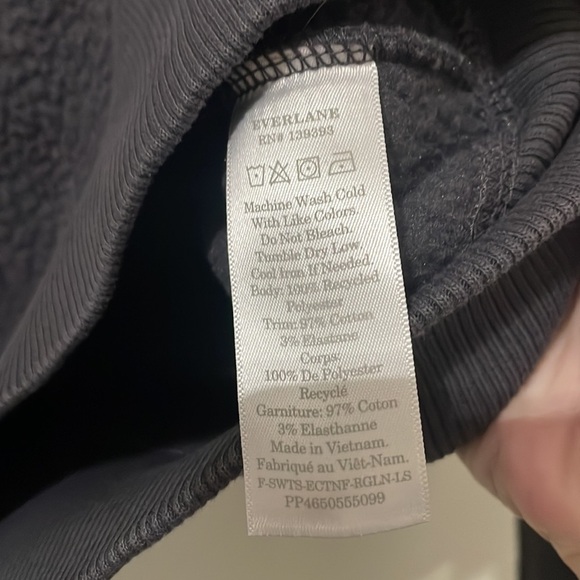 EVERLANE
RN# 139393
Machine Wash Cold
With Like Colors.
Do Not Bleach.
Tumble Dry Low.
Cool Iron If Needed.
Body: 100% Recycled
Polyester
Trim: 97% Cotton
3% Elastane
Corps:
100% De Polyester
Recyclé
Garniture: 97% Coton
3% Elasthanne
Made in Vietnam.
Fabriqué au Viêt-Nam.
F-SWTS-ECTNF-RGLN-LS
PP4650555099